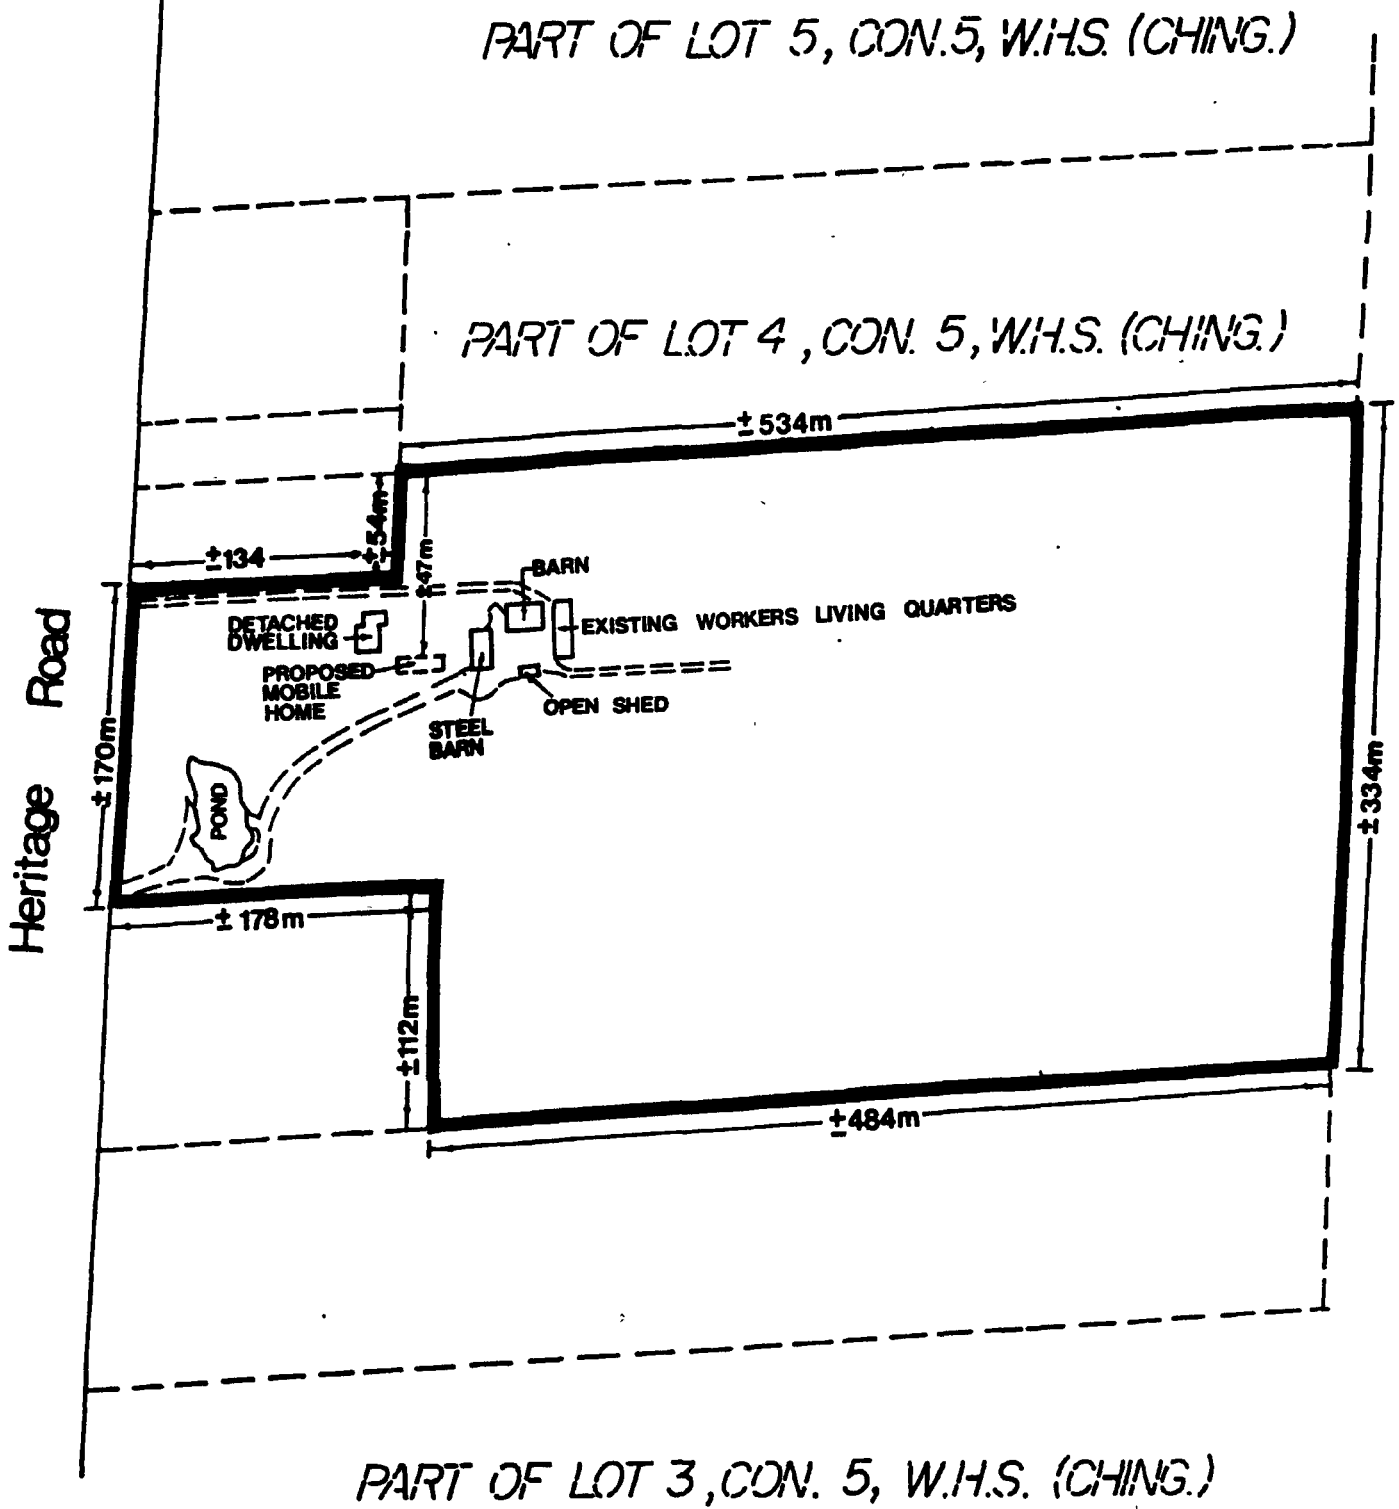 PART OF LOT 5, CON.5, W.H.S. (CHING.)
PART OF LOT 4, CON. 5, W.H.S. (CHING.)
±534m
±54m
±134
±47m
BARN
DETACHED
DWELLING
EXISTING WORKERS LIVING QUARTERS
PROPOSED
MOBILE
HOME
OPEN SHED
STEEL
BARN
Heritage Road
±170m
POND
±334m
±178m
±112m
±484m
PART OF LOT 3, CON. 5, W.H.S. (CHING.)